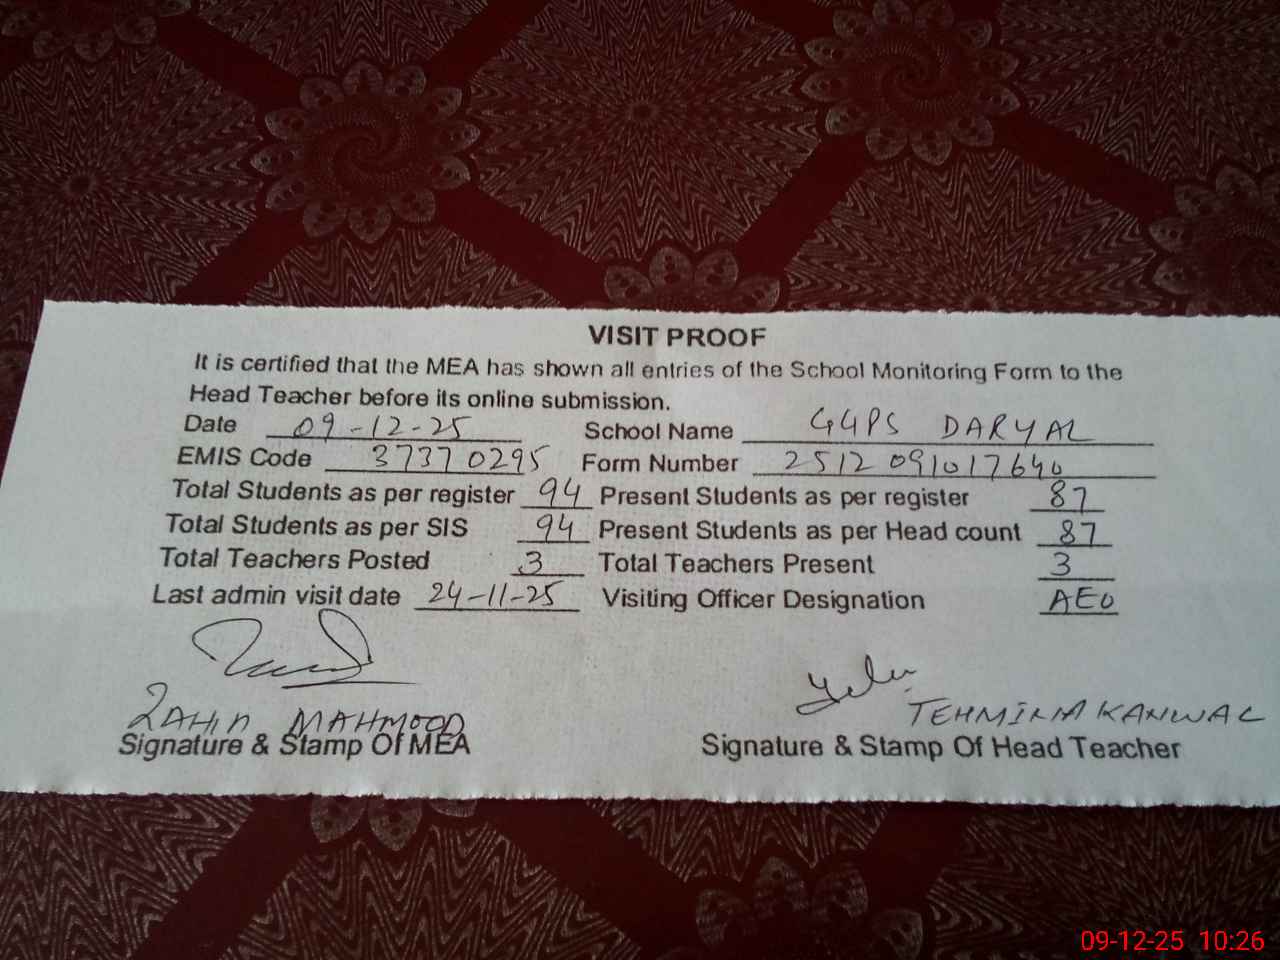 VISIT PROOF
It is certified that the MEA has shown all entries of the School Monitoring Form to the
Head Teacher before its online submission.
Date 09-12-25 School Name GGPS DARYAL
EMIS Code 37370295 Form Number 2512091017640
Total Students as per register 94 Present Students as per register 87
Total Students as per SIS 94 Present Students as per Head count 87
Total Teachers Posted 3 Total Teachers Present 3
Last admin visit date 24-11-25 Visiting Officer Designation AEO
MAHMOOD TEHMINA KANWAL
Signature & Stamp Of MEA Signature & Stamp Of Head Teacher
09-12-25 10:26